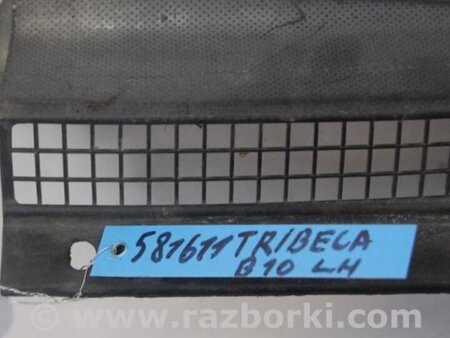 581611 TRIBECA
B10 LH
www.razborki.com